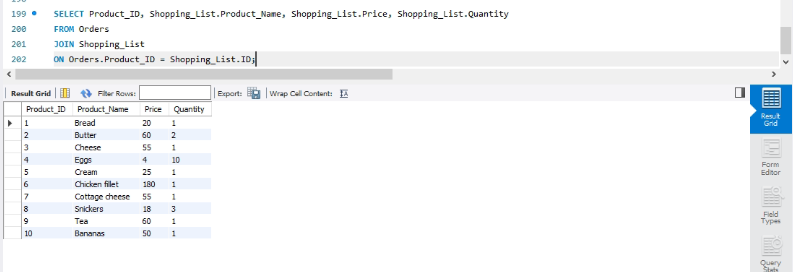 199 SELECT Product_ID, Shopping_List.Product_Name, Shopping_List.Price, Shopping_List.Quantity
200 FROM Orders
201 JOIN Shopping_List
202 ON Orders.Product_ID = Shopping_List.ID;
Result Grid Filter Rows: Export: Wrap Cell Content:
Product_ID Product_Name Price Quantity
1 Bread 20 1
2 Butter 60 2
3 Cheese 55 1
4 Eggs 4 10
5 Cream 25 1
6 Chicken fillet 180 1
7 Cottage cheese 55 1
8 Snickers 18 3
9 Tea 60 1
10 Bananas 50 1
Result
Grid
Form
Editor
Field
Types
Query
Stats